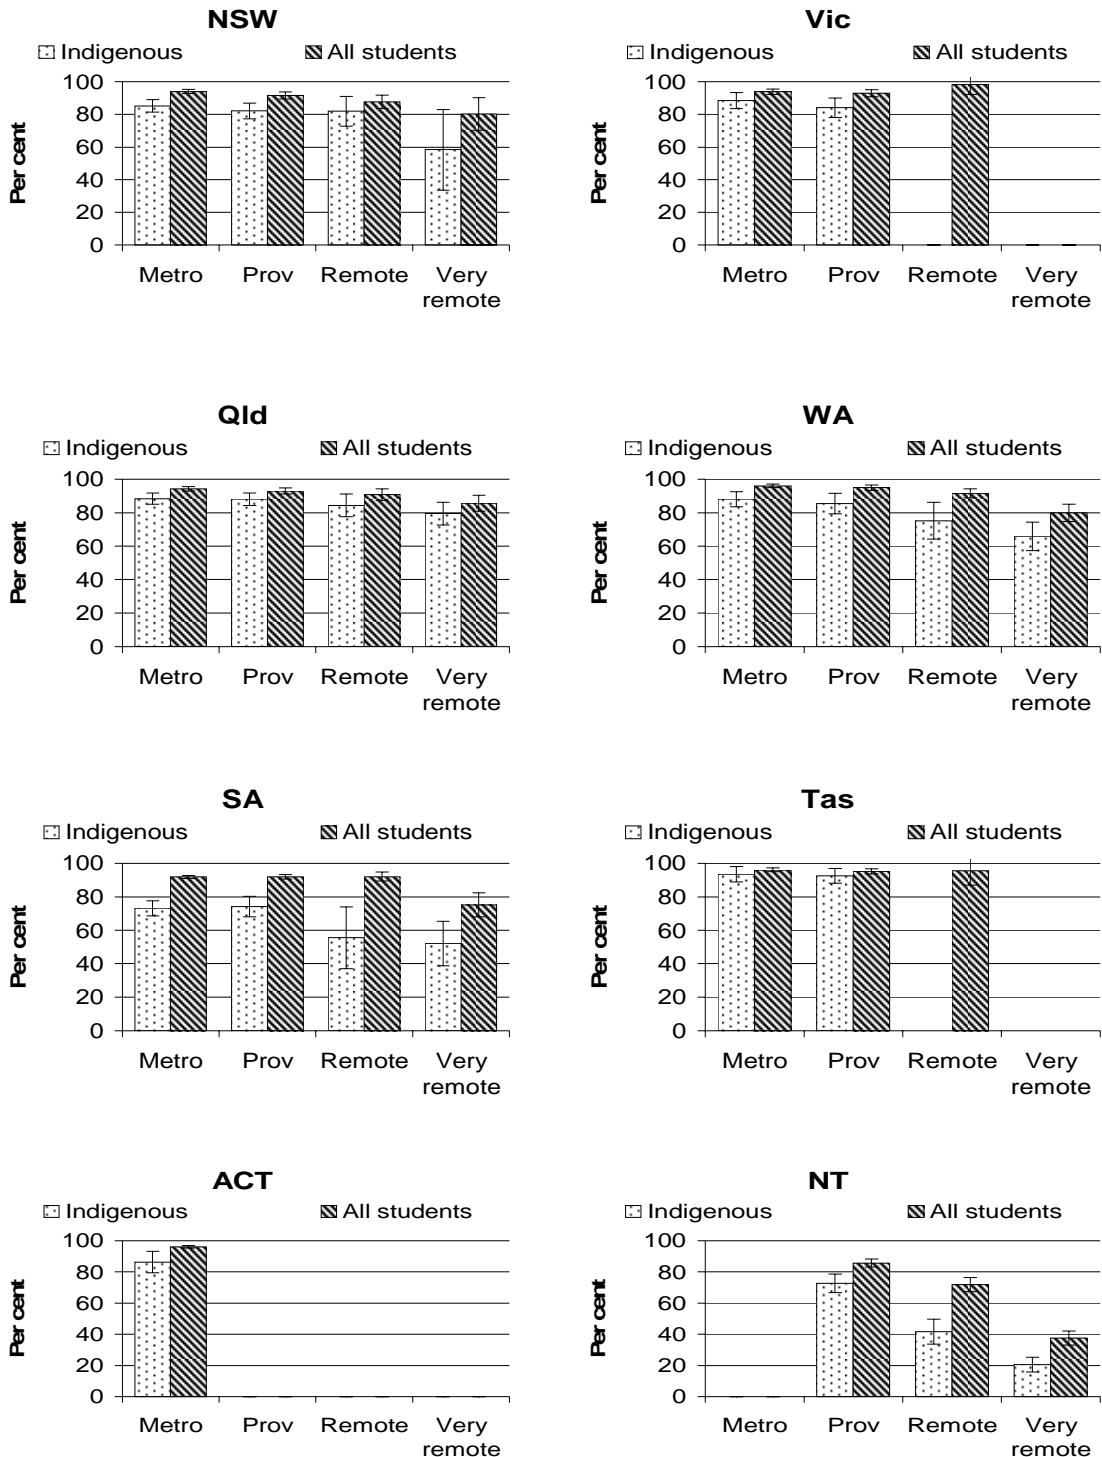 NSW
Indigenous All students
100
80
60
40
20
0
Per cent
Metro Prov Remote Very
remote
Vic
Indigenous All students
100
80
60
40
20
0
Per cent
Metro Prov Remote Very
remote
Qld
Indigenous All students
100
80
60
40
20
0
Per cent
Metro Prov Remote Very
remote
WA
Indigenous All students
100
80
60
40
20
0
Per cent
Metro Prov Remote Very
remote
SA
Indigenous All students
100
80
60
40
20
0
Per cent
Metro Prov Remote Very
remote
Tas
Indigenous All students
100
80
60
40
20
0
Per cent
Metro Prov Remote Very
remote
ACT
Indigenous All students
100
80
60
40
20
0
Per cent
Metro Prov Remote Very
remote
NT
Indigenous All students
100
80
60
40
20
0
Per cent
Metro Prov Remote Very
remote